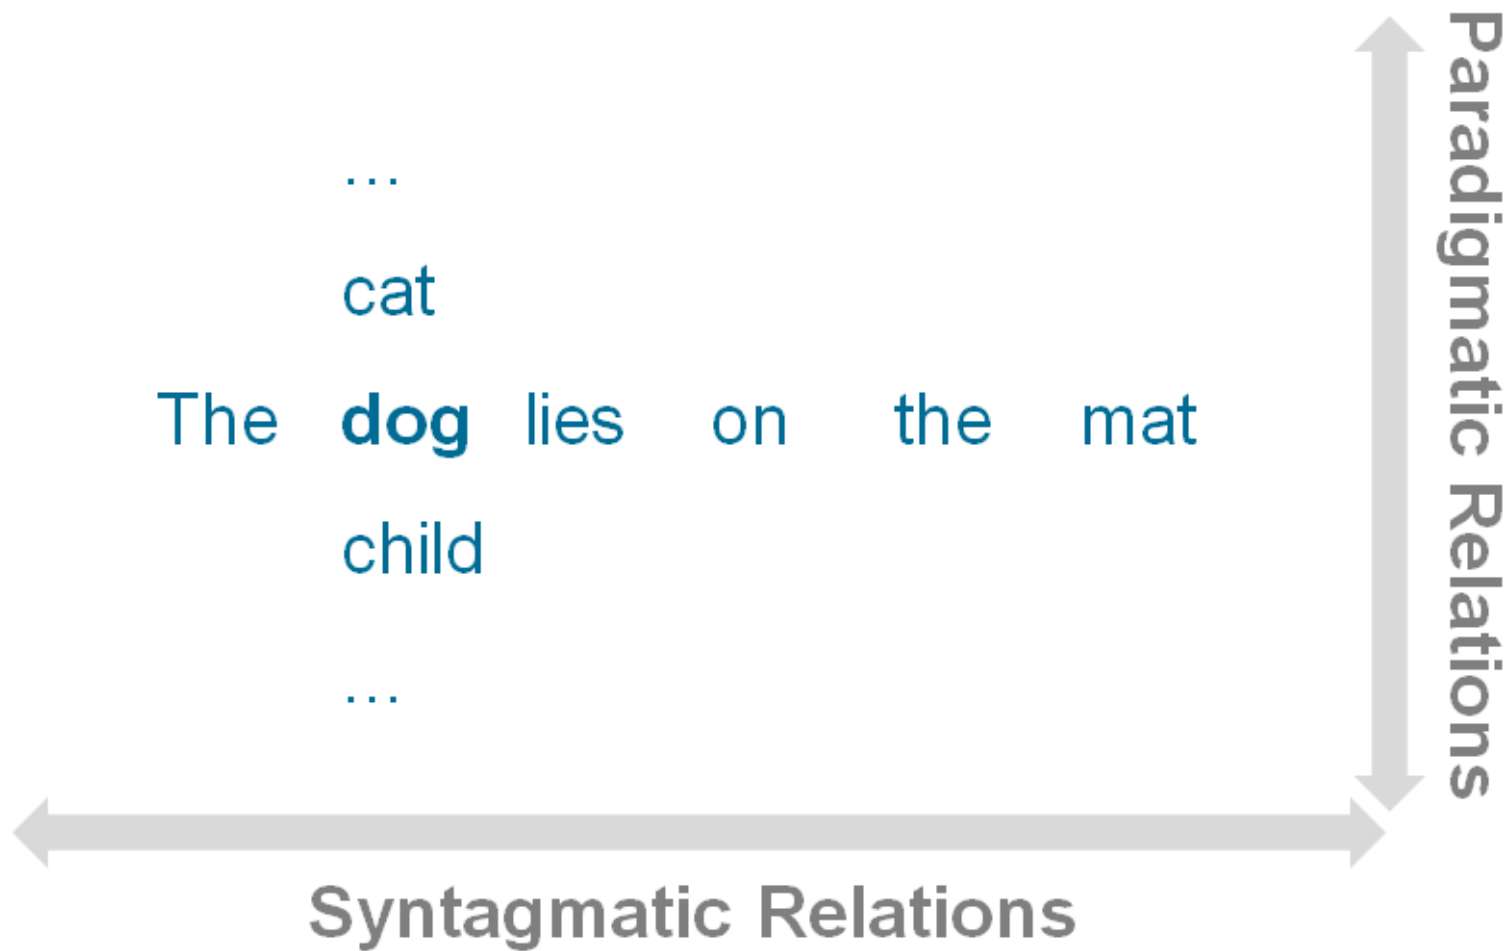 …
cat
The dog lies on the mat
child
…
Syntagmatic Relations
Paradigmatic Relations